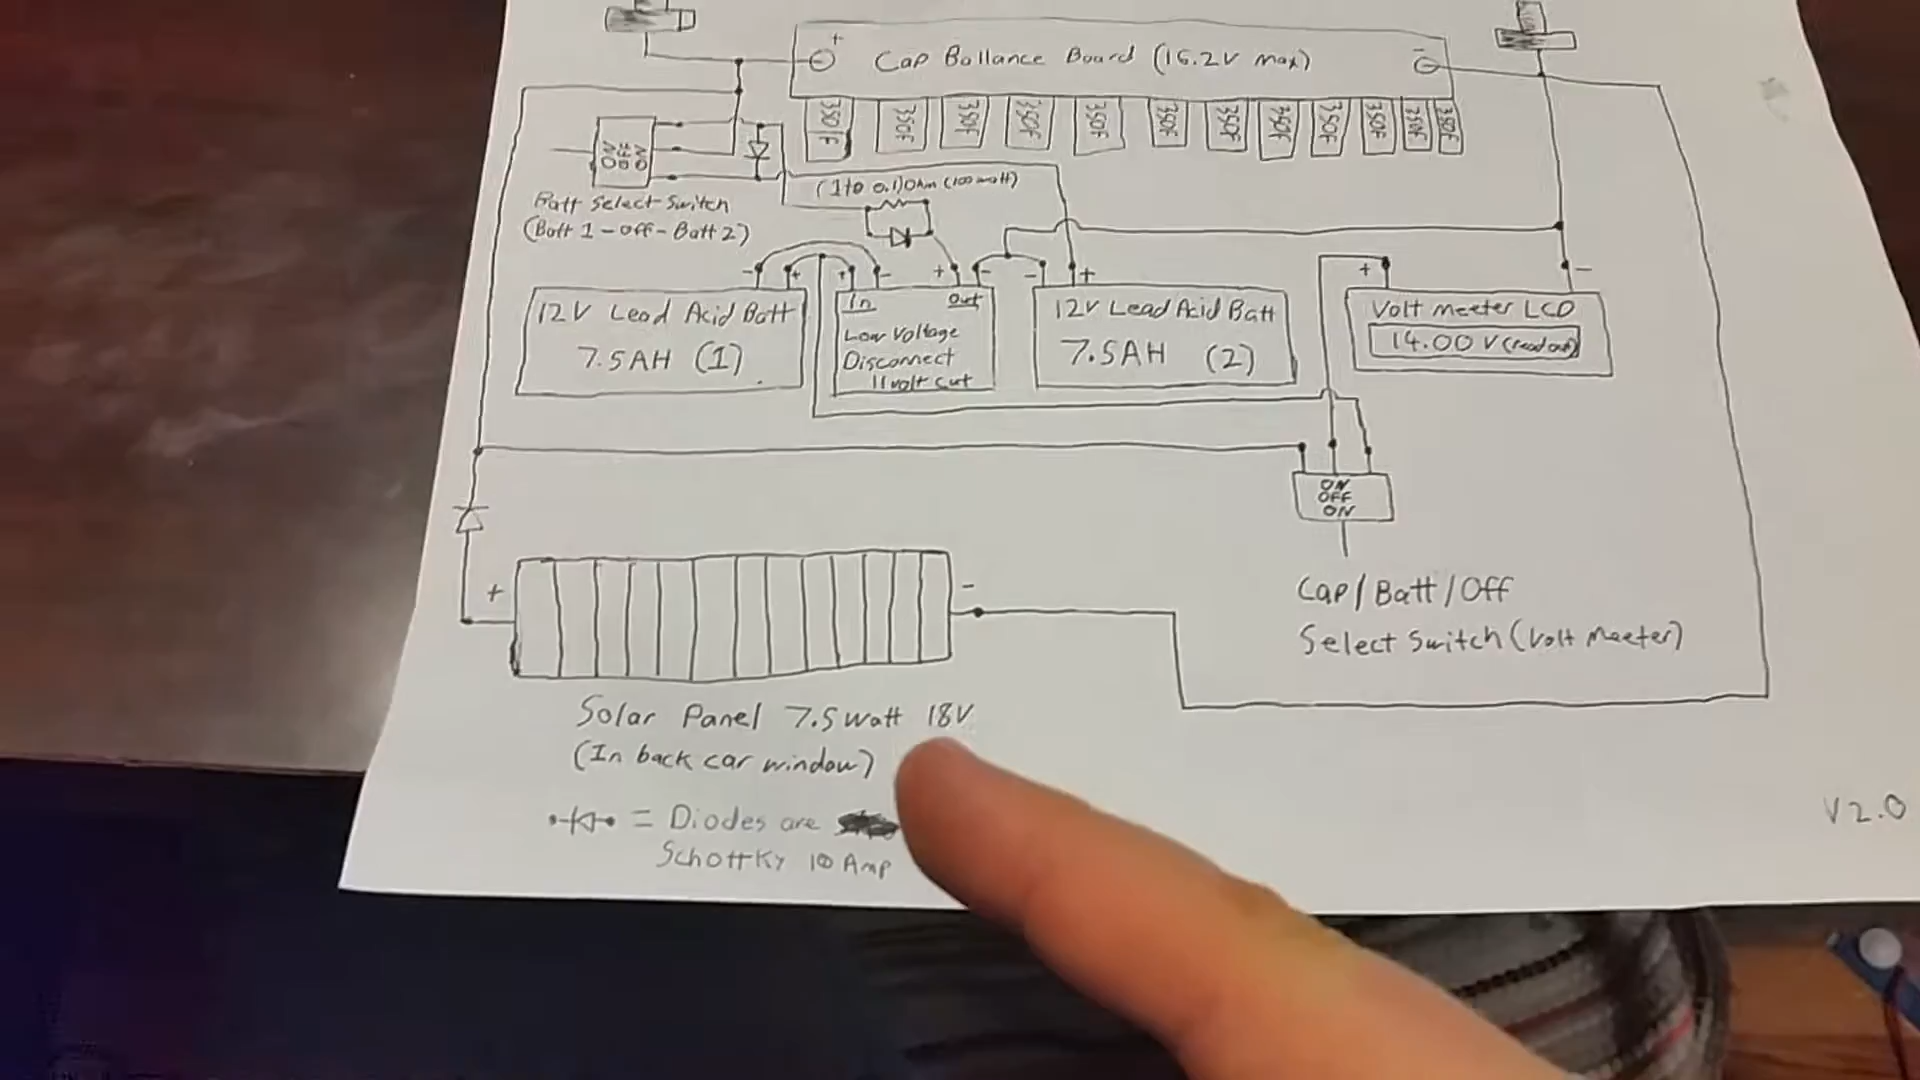 + Cap Ballance Board (16.2V max) -
350F 350F 350F 350F 350F 350F 350F 350F 350F 350F 350F 350F
ON OFF ON
Batt Select Switch
(Batt 1 - Off - Batt 2)
(1 to 0.1) Ohm (100 watt)
- + + - + - - + + -
12V Lead Acid Batt
7.5AH (1)
In Out
Low Voltage
Disconnect
11 volt cut
12V Lead Acid Batt
7.5AH (2)
Volt meeter LCD
14.00 V (read out)
ON
OFF
ON
Cap/Batt/Off
Select Switch (Volt Meeter)
+ -
Solar Panel 7.5 watt 18V
(In back car window)
= Diodes are
Schottky 10 Amp
V 2.0